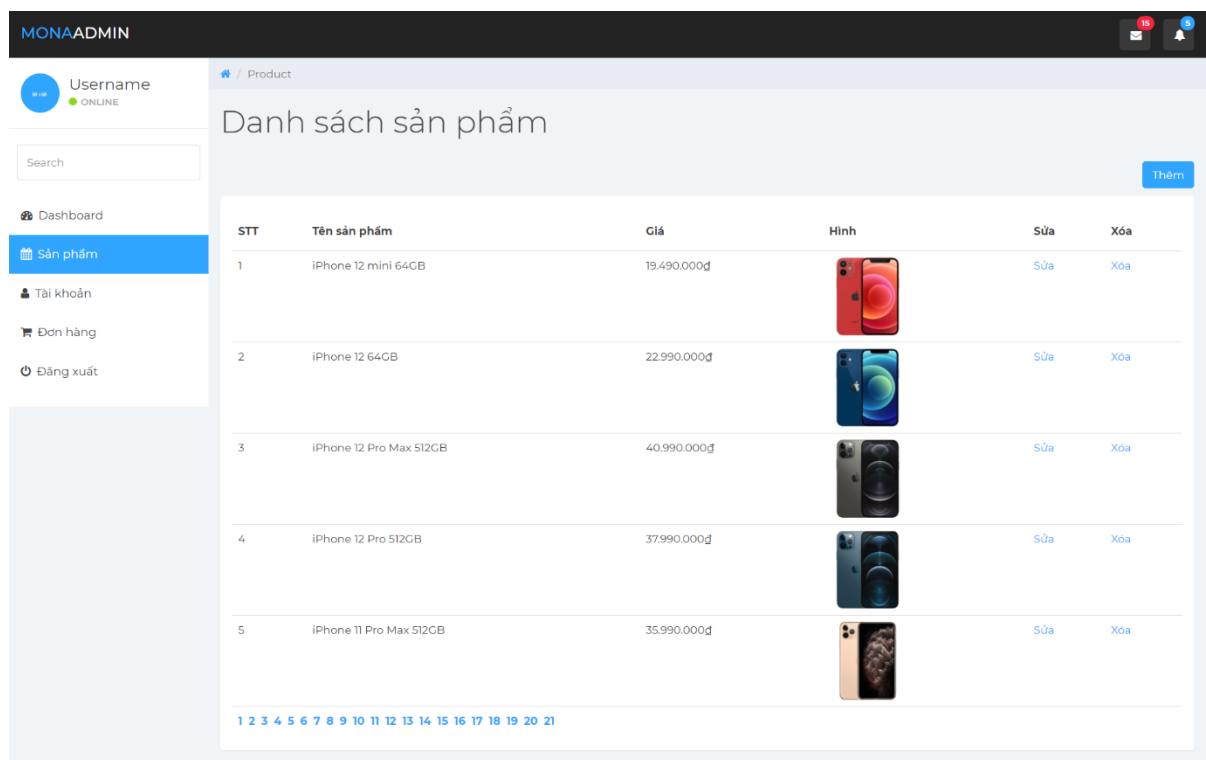 MONAADMIN
15
5
Username
ONLINE
/ Product
Danh sách sản phẩm
Search
Thêm
Dashboard
Sản phẩm
Tài khoản
Đơn hàng
Đăng xuất
STT Tên sản phẩm Giá Hình Sửa Xóa
1 iPhone 12 mini 64GB 19.490.000₫ Sửa Xóa
2 iPhone 12 64GB 22.990.000₫ Sửa Xóa
3 iPhone 12 Pro Max 512GB 40.990.000₫ Sửa Xóa
4 iPhone 12 Pro 512GB 37.990.000₫ Sửa Xóa
5 iPhone 11 Pro Max 512GB 35.990.000₫ Sửa Xóa
1 2 3 4 5 6 7 8 9 10 11 12 13 14 15 16 17 18 19 20 21